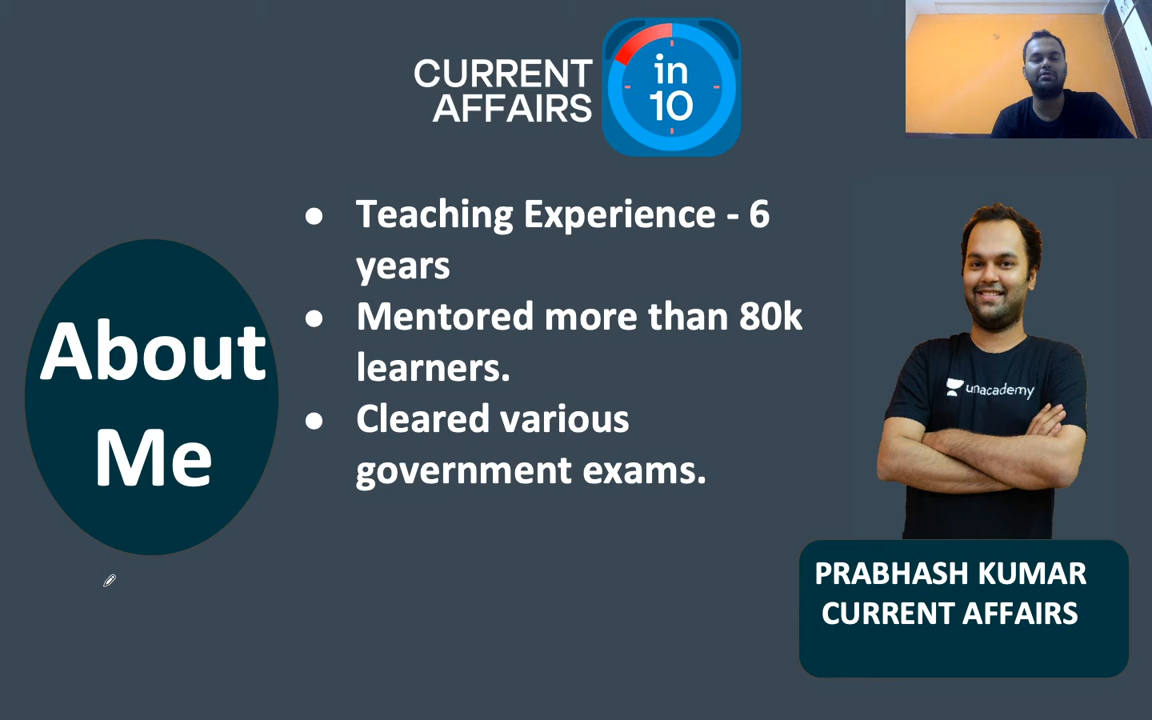 CURRENT
AFFAIRS
in
10
About
Me
● Teaching Experience - 6
years
● Mentored more than 80k
learners.
● Cleared various
government exams.
unacademy
PRABHASH KUMAR
CURRENT AFFAIRS